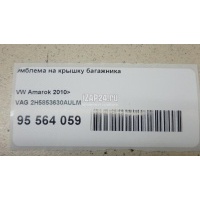 эмблема на крышку багажника
VW Amarok 2010>
VAG 2H5853630AULM
95 564 059